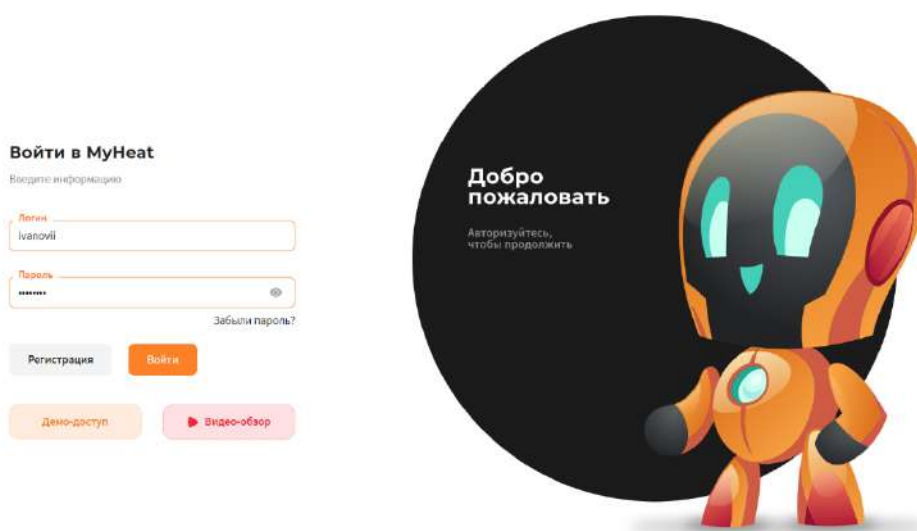 Войти в MyHeat
Введите информацию
Логин
ivanovii
Пароль
••••••••
Забыли пароль?
Регистрация
Войти
Демо-доступ
Видео-обзор
Добро
пожаловать
Авторизуйтесь,
чтобы продолжить